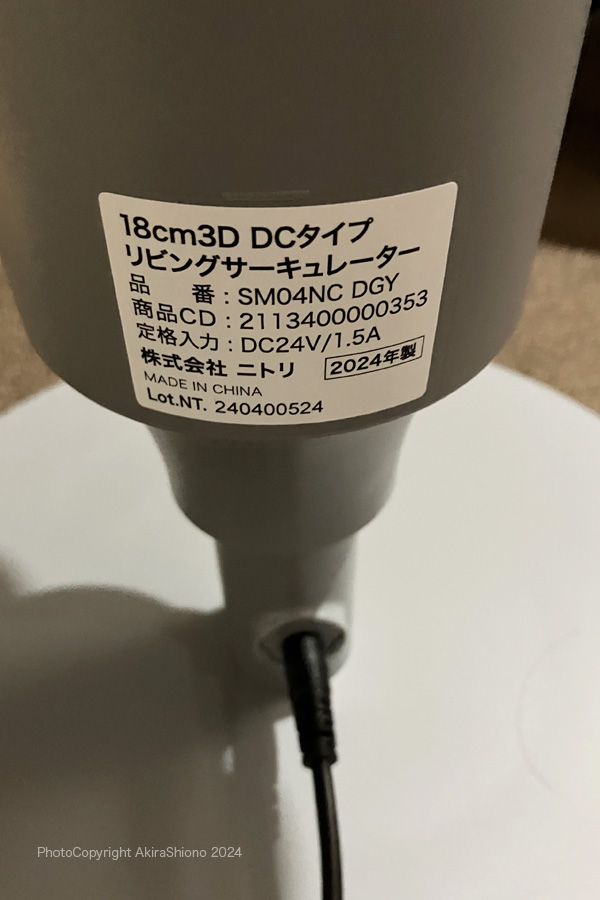 18cm3D DCタイプ
リビングサーキュレーター
品　　番 : SM04NC DGY
商品CD : 2113400000353
定格入力 : DC24V/1.5A
株式会社 ニトリ 2024年製
MADE IN CHINA
Lot.NT. 240400524
PhotoCopyright AkiraShiono 2024